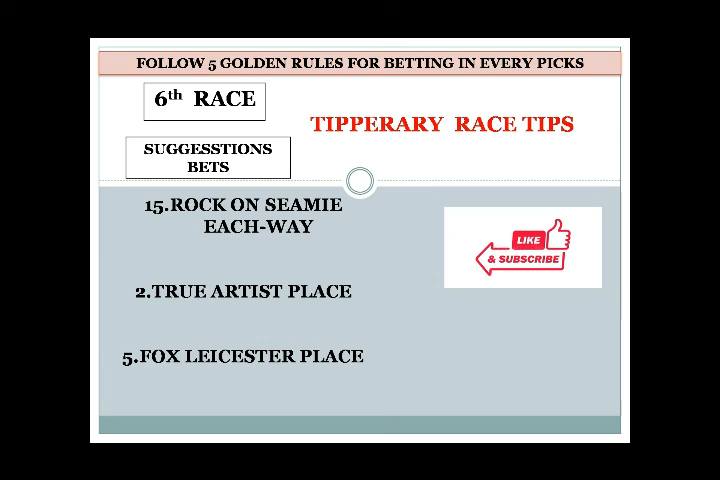 FOLLOW 5 GOLDEN RULES FOR BETTING IN EVERY PICKS
6th RACE
TIPPERARY RACE TIPS
SUGGESSTIONS
BETS
15.ROCK ON SEAMIE
EACH-WAY
LIKE
& SUBSCRIBE
2.TRUE ARTIST PLACE
5.FOX LEICESTER PLACE